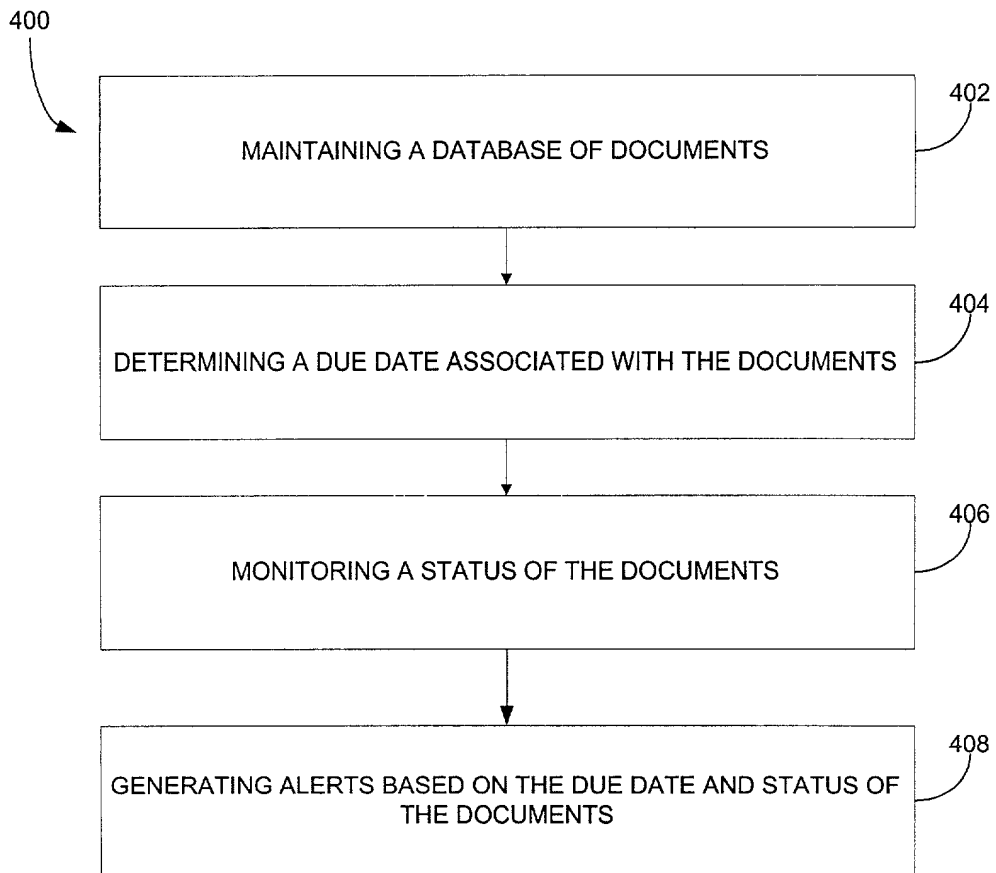 400
402
MAINTAINING A DATABASE OF DOCUMENTS
404
DETERMINING A DUE DATE ASSOCIATED WITH THE DOCUMENTS
406
MONITORING A STATUS OF THE DOCUMENTS
408
GENERATING ALERTS BASED ON THE DUE DATE AND STATUS OF
THE DOCUMENTS